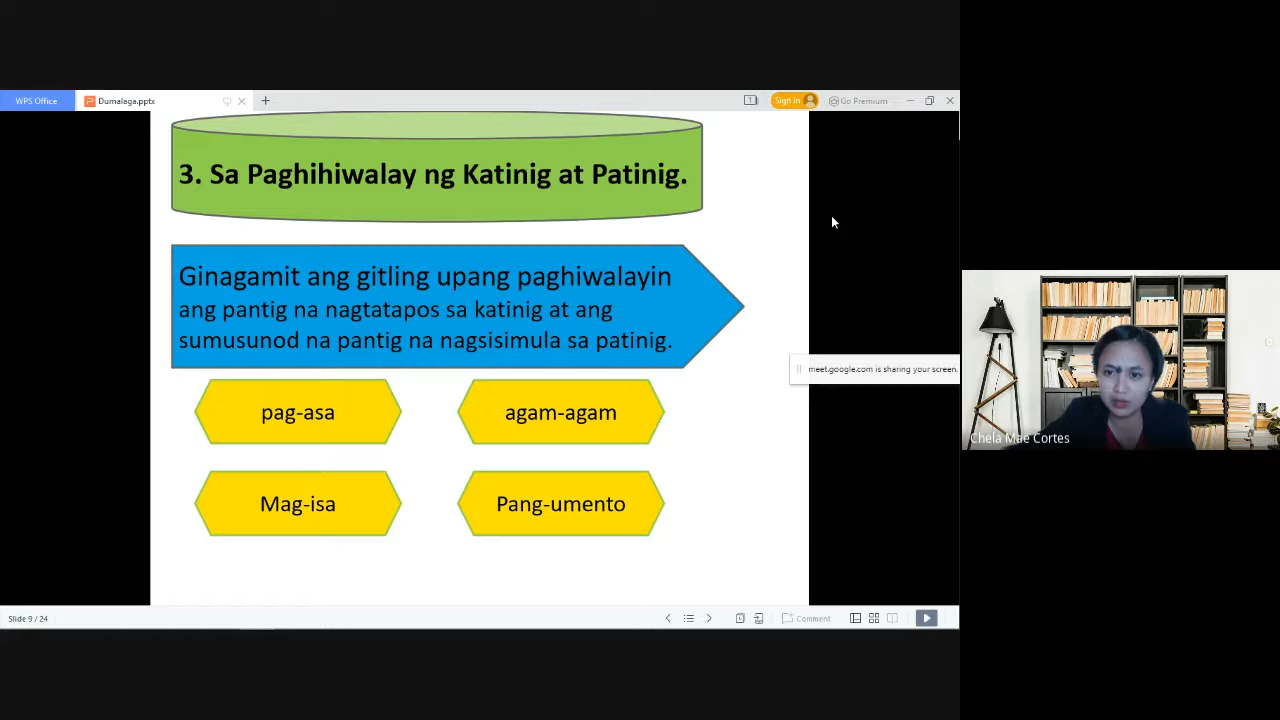 WPS Office
Dumalaga.pptx
1
Sign in
Go Premium
3. Sa Paghihiwalay ng Katinig at Patinig.
Ginagamit ang gitling upang paghiwalayin
ang pantig na nagtatapos sa katinig at ang
sumusunod na pantig na nagsisimula sa patinig.
meet.google.com is sharing your screen.
pag-asa
agam-agam
Mag-isa
Pang-umento
Chela Mae Cortes
Slide 9 / 24
Comment